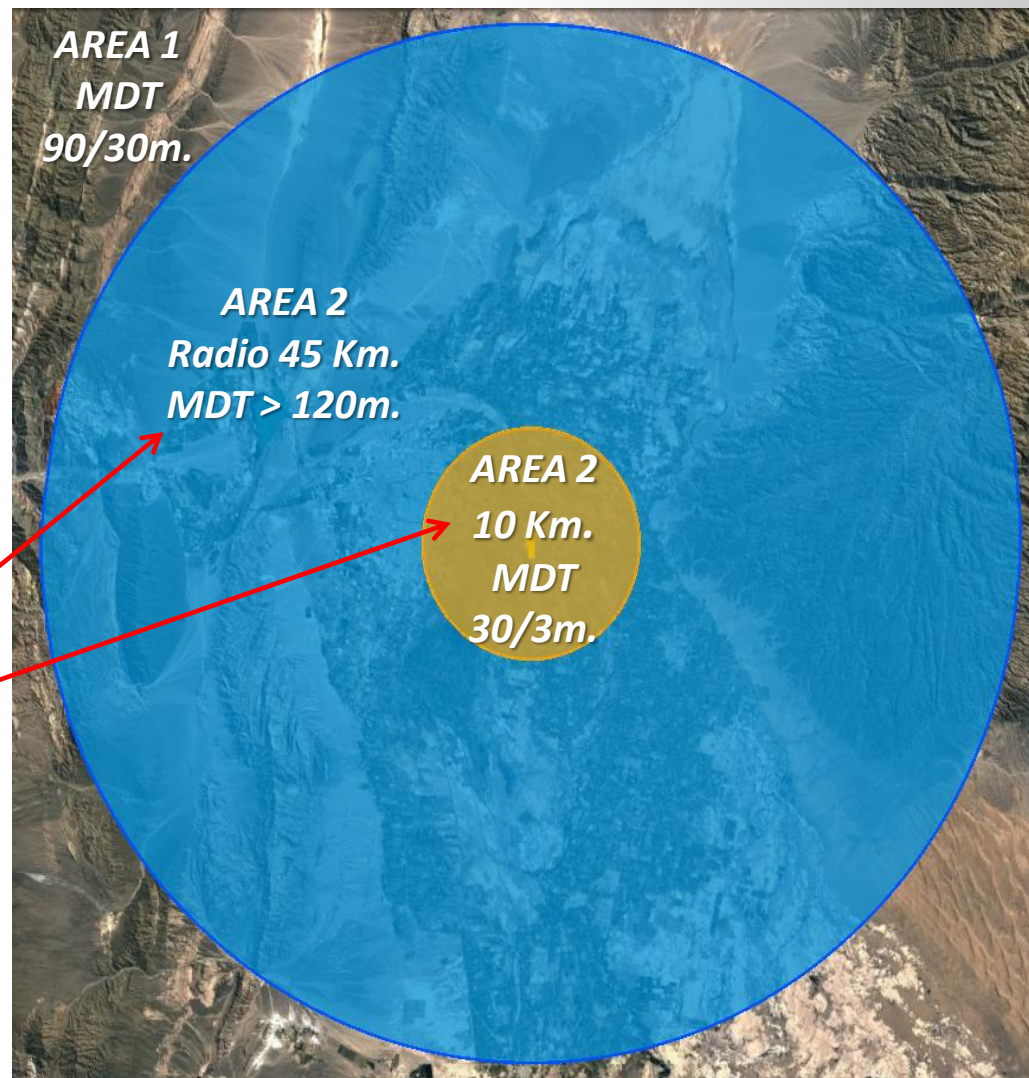 AREA 1
MDT
90/30m.
AREA 2
Radio 45 Km.
MDT > 120m.
AREA 2
10 Km.
MDT
30/3m.